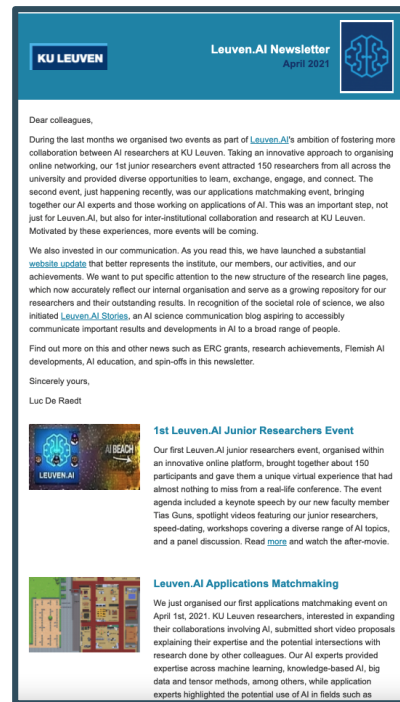 KU LEUVEN
Leuven.AI Newsletter
April 2021
Dear colleagues,
During the last months we organised two events as part of Leuven.AI's ambition of fostering more
collaboration between AI researchers at KU Leuven. Taking an innovative approach to organising
online networking, our 1st junior researchers event attracted 150 researchers from all across the
university and provided diverse opportunities to learn, exchange, engage, and connect. The
second event, just happening recently, was our applications matchmaking event, bringing
together our AI experts and those working on applications of AI. This was an important step, not
just for Leuven.AI, but also for inter-institutional collaboration and research at KU Leuven.
Motivated by these experiences, more events will be coming.
We also invested in our communication. As you read this, we have launched a substantial
website update that better represents the institute, our members, our activities, and our
achievements. We want to put specific attention to the new structure of the research line pages,
which now accurately reflect our internal organisation and serve as a growing repository for our
researchers and their outstanding results. In recognition of the societal role of science, we also
initiated Leuven.AI Stories, an AI science communication blog aspiring to accessibly
communicate important results and developments in AI to a broad range of people.
Find out more on this and other news such as ERC grants, research achievements, Flemish AI
developments, AI education, and spin-offs in this newsletter.
Sincerely yours,
Luc De Raedt
LEUVEN.AI
AI BEACH
1st Leuven.AI Junior Researchers Event
Our first Leuven.AI junior researchers event, organised within
an innovative online platform, brought together about 150
participants and gave them a unique virtual experience that had
almost nothing to miss from a real-life conference. The event
agenda included a keynote speech by our new faculty member
Tias Guns, spotlight videos featuring our junior researchers,
speed-dating, workshops covering a diverse range of AI topics,
and a panel discussion. Read more and watch the after-movie.
Leuven.AI Applications Matchmaking
We just organised our first applications matchmaking event on
April 1st, 2021. KU Leuven researchers, interested in expanding
their collaborations involving AI, submitted short video proposals
explaining their expertise and the potential intersections with
research done by other colleagues. Our AI experts provided
expertise across machine learning, knowledge-based AI, big
data and tensor methods, among others, while application
experts highlighted the potential use of AI in fields such as